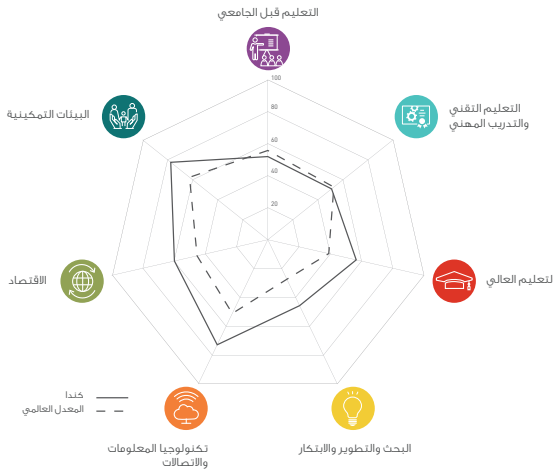 التعليم قبل الجامعي
التعليم التقني
والتدريب المهني
البيئات التمكينية
100
80
60
40
20
لتعليم العالي
الاقتصاد
كندا
المعدل العالمي
البحث والتطوير والابتكار
تكنولوجيا المعلومات
والاتصالات